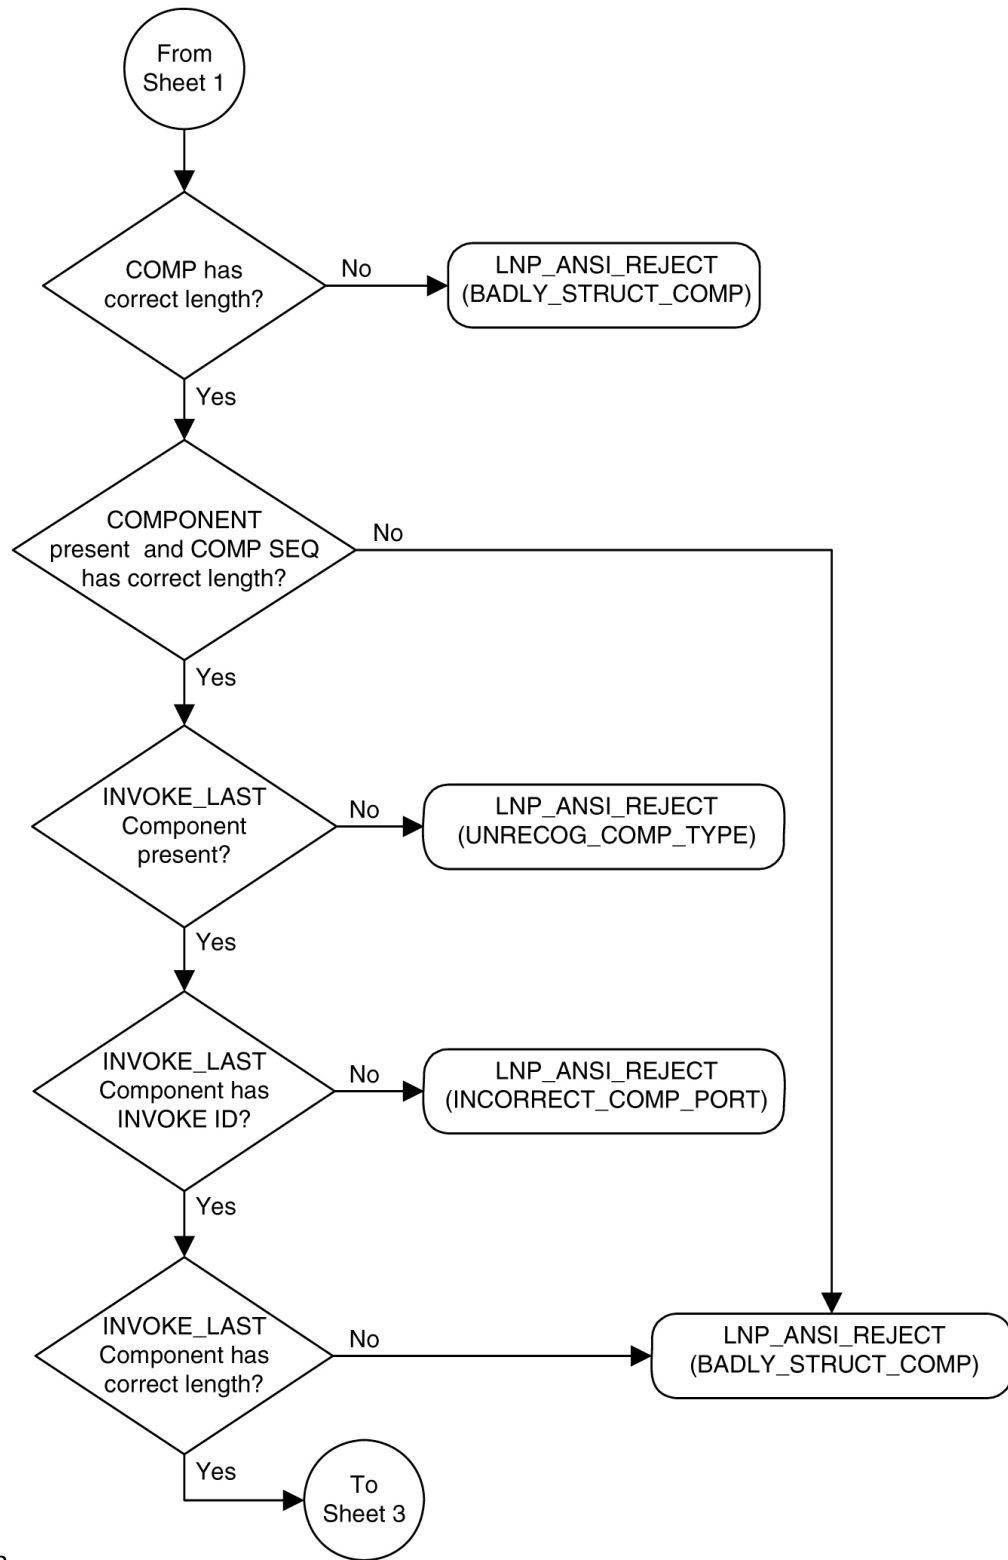 From
Sheet 1
COMP has
correct length?
No
LNP_ANSI_REJECT
(BADLY_STRUCT_COMP)
Yes
COMPONENT
present and COMP SEQ
has correct length?
No
Yes
INVOKE_LAST
Component
present?
No
LNP_ANSI_REJECT
(UNRECOG_COMP_TYPE)
Yes
INVOKE_LAST
Component has
INVOKE ID?
No
LNP_ANSI_REJECT
(INCORRECT_COMP_PORT)
Yes
INVOKE_LAST
Component has
correct length?
No
LNP_ANSI_REJECT
(BADLY_STRUCT_COMP)
Yes
To
Sheet 3